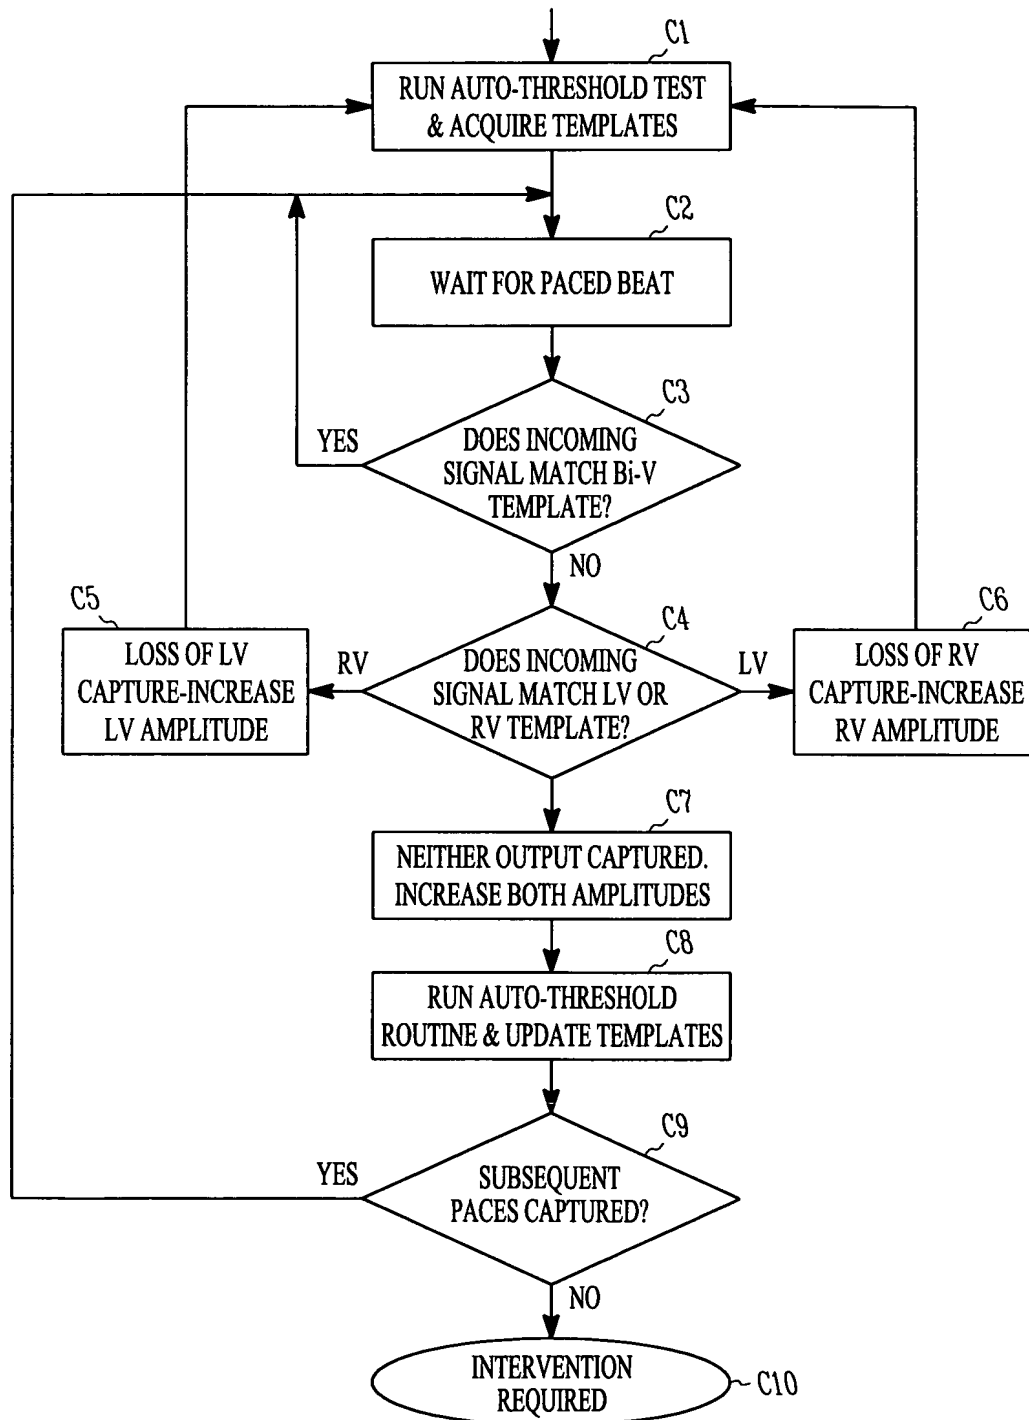 C1
RUN AUTO-THRESHOLD TEST
& ACQUIRE TEMPLATES
C2
WAIT FOR PACED BEAT
C3
YES
DOES INCOMING
SIGNAL MATCH Bi-V
TEMPLATE?
NO
C5
LOSS OF LV
CAPTURE-INCREASE
LV AMPLITUDE
RV
C4
DOES INCOMING
SIGNAL MATCH LV OR
RV TEMPLATE?
LV
C6
LOSS OF RV
CAPTURE-INCREASE
RV AMPLITUDE
C7
NEITHER OUTPUT CAPTURED.
INCREASE BOTH AMPLITUDES
C8
RUN AUTO-THRESHOLD
ROUTINE & UPDATE TEMPLATES
C9
YES
SUBSEQUENT
PACES CAPTURED?
NO
INTERVENTION
REQUIRED
C10